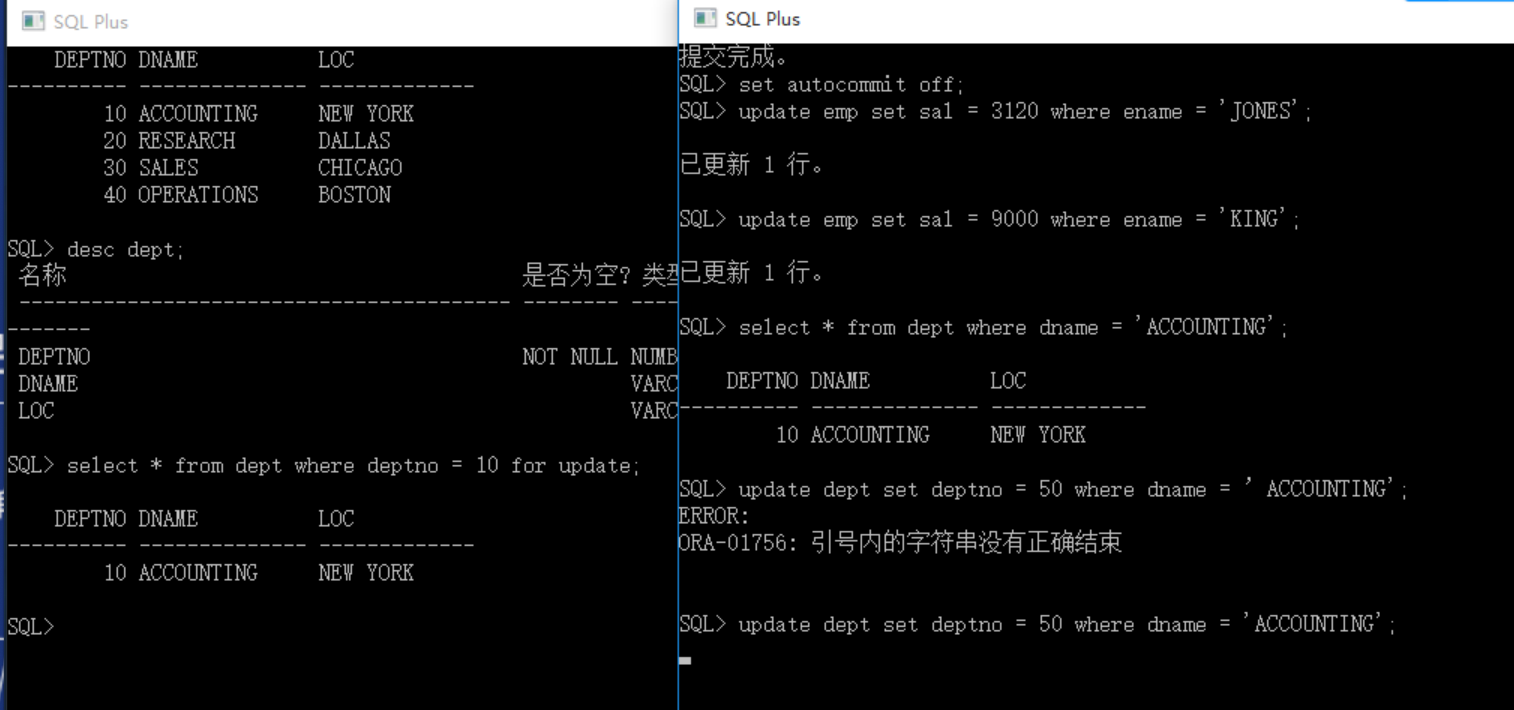 SQL Plus
DEPTNO DNAME LOC
---------- -------------- -------------
10 ACCOUNTING NEW YORK
20 RESEARCH DALLAS
30 SALES CHICAGO
40 OPERATIONS BOSTON
SQL> desc dept;
名称 是否为空? 类型
----------------------------------------- -------- ----
-------
DEPTNO NOT NULL NUMB
DNAME VARC
LOC VARC
SQL> select * from dept where deptno = 10 for update;
DEPTNO DNAME LOC
---------- -------------- -------------
10 ACCOUNTING NEW YORK
SQL>
SQL Plus
提交完成。
SQL> set autocommit off;
SQL> update emp set sal = 3120 where ename = 'JONES';
已更新 1 行。
SQL> update emp set sal = 9000 where ename = 'KING';
已更新 1 行。
SQL> select * from dept where dname = 'ACCOUNTING';
DEPTNO DNAME LOC
---------- -------------- -------------
10 ACCOUNTING NEW YORK
SQL> update dept set deptno = 50 where dname = ' ACCOUNTING';
ERROR:
ORA-01756: 引号内的字符串没有正确结束
SQL> update dept set deptno = 50 where dname = 'ACCOUNTING';